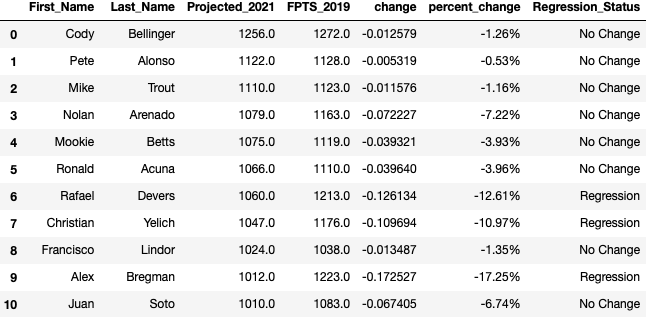 First_Name Last_Name Projected_2021 FPTS_2019 change percent_change Regression_Status
0 Cody Bellinger 1256.0 1272.0 -0.012579 -1.26% No Change
1 Pete Alonso 1122.0 1128.0 -0.005319 -0.53% No Change
2 Mike Trout 1110.0 1123.0 -0.011576 -1.16% No Change
3 Nolan Arenado 1079.0 1163.0 -0.072227 -7.22% No Change
4 Mookie Betts 1075.0 1119.0 -0.039321 -3.93% No Change
5 Ronald Acuna 1066.0 1110.0 -0.039640 -3.96% No Change
6 Rafael Devers 1060.0 1213.0 -0.126134 -12.61% Regression
7 Christian Yelich 1047.0 1176.0 -0.109694 -10.97% Regression
8 Francisco Lindor 1024.0 1038.0 -0.013487 -1.35% No Change
9 Alex Bregman 1012.0 1223.0 -0.172527 -17.25% Regression
10 Juan Soto 1010.0 1083.0 -0.067405 -6.74% No Change